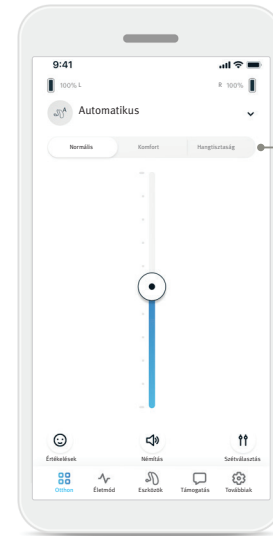 9:41
100% L
R 100%
A
Automatikus
Normális Komfort Hangtisztaság
Értékelések Némítás Szétválasztás
Otthon Életmód Eszközök Támogatás Továbbiak